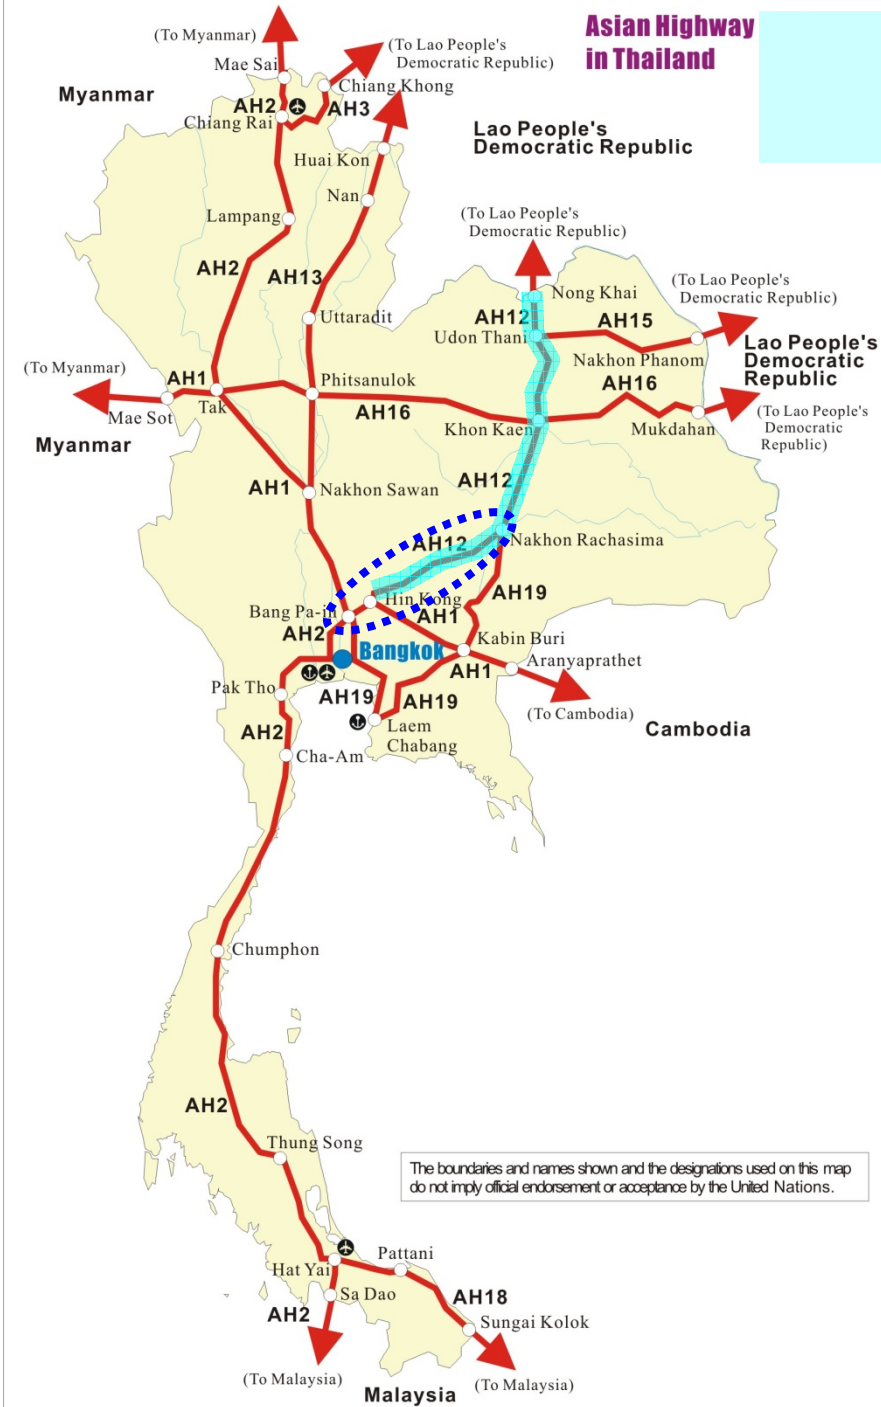 Asian Highway
in Thailand
(To Myanmar)
(To Lao People's
Democratic Republic)
Mae Sai
Myanmar
Chiang Khong
AH2
AH3
Chiang Rai
Lao People's
Democratic Republic
Huai Kon
Nan
Lampang
(To Lao People's
Democratic Republic)
AH2
AH13
(To Lao People's
Democratic Republic)
Nong Khai
Uttaradit
AH12
AH15
Udon Thani
Lao People's
Democratic
Republic
Nakhon Phanom
(To Myanmar)
AH1
Phitsanulok
AH16
AH16
Mae Sot
Tak
(To Lao People's
Democratic
Republic)
Khon Kaen
Mukdahan
Myanmar
AH12
AH1
Nakhon Sawan
AH12
Nakhon Rachasima
AH19
Hin Kong
Bang Pa-in
AH1
AH2
Kabin Buri
Bangkok
Aranyaprathet
AH1
Pak Tho
AH19
AH19
(To Cambodia)
AH2
Laem
Chabang
Cambodia
Cha-Am
Chumphon
AH2
Thung Song
The boundaries and names shown and the designations used on this map
do not imply official endorsement or acceptance by the United Nations.
Pattani
Hat Yai
Sa Dao
AH18
AH2
Sungai Kolok
(To Malaysia)
(To Malaysia)
Malaysia